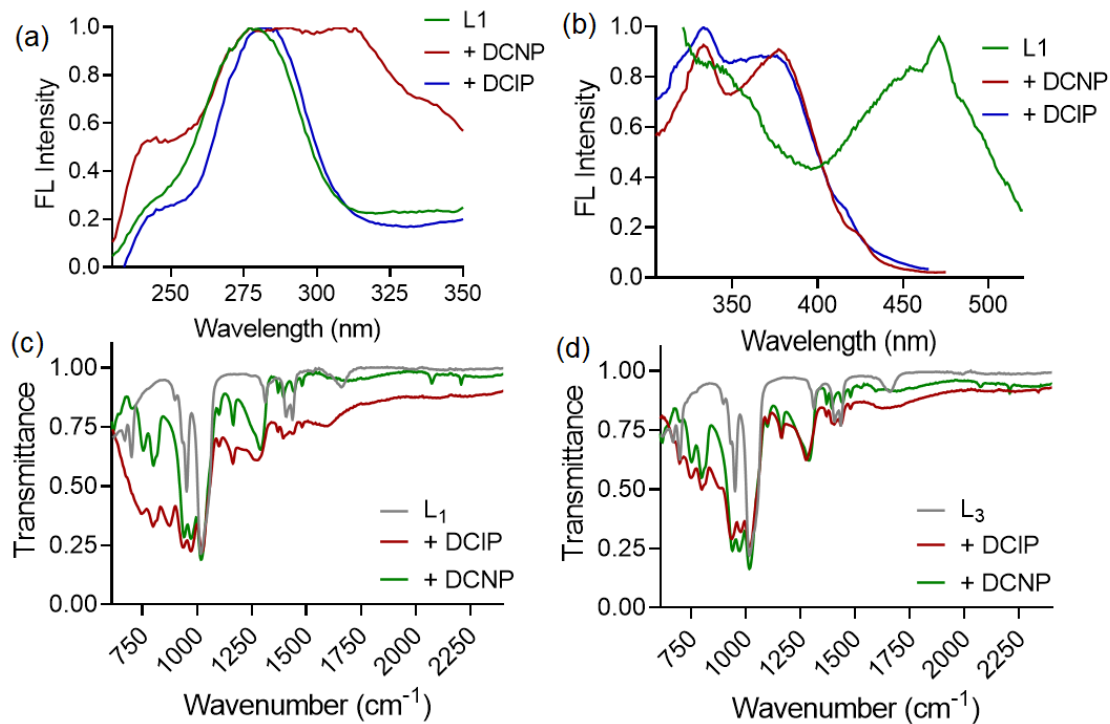 (a)
L1
+ DCNP
+ DCIP
FL Intensity
1.0
0.8
0.6
0.4
0.2
0.0
250
275
300
325
350
Wavelength (nm)
(b)
L1
+ DCNP
+ DCIP
FL Intensity
1.0
0.8
0.6
0.4
0.2
0.0
350
400
450
500
Wavelength (nm)
(c)
Transmittance
1.00
0.75
0.50
0.25
0.00
L1
+ DCIP
+ DCNP
750
1000
1250
1500
1750
2000
2250
Wavenumber (cm-1)
(d)
Transmittance
1.00
0.75
0.50
0.25
0.00
L3
+ DCIP
+ DCNP
750
1000
1250
1500
1750
2000
2250
Wavenumber (cm-1)